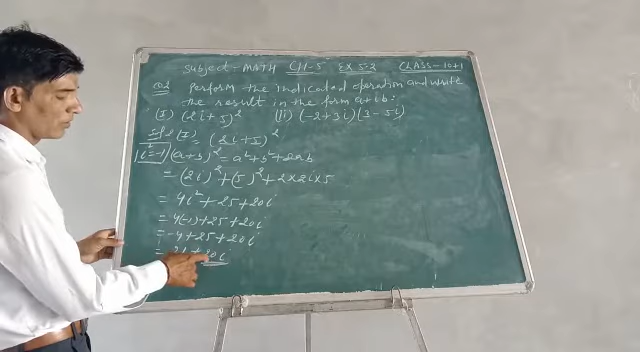 Subject - MATH CH-5 EX 5.2 CLASS-10+1
Q2 Perform the indicated operation and write
the result in the form a+ib:
(I) (2i+5)² (ii) (-2+3i)(3-5i)
Sol (I) = (2i+5)²
i²=-1 (a+b)² = a²+b²+2ab
= (2i)²+(5)²+2×2i×5
= 4i²+25+20i
= 4(-1)+25+20i
= -4+25+20i
= 21+20i